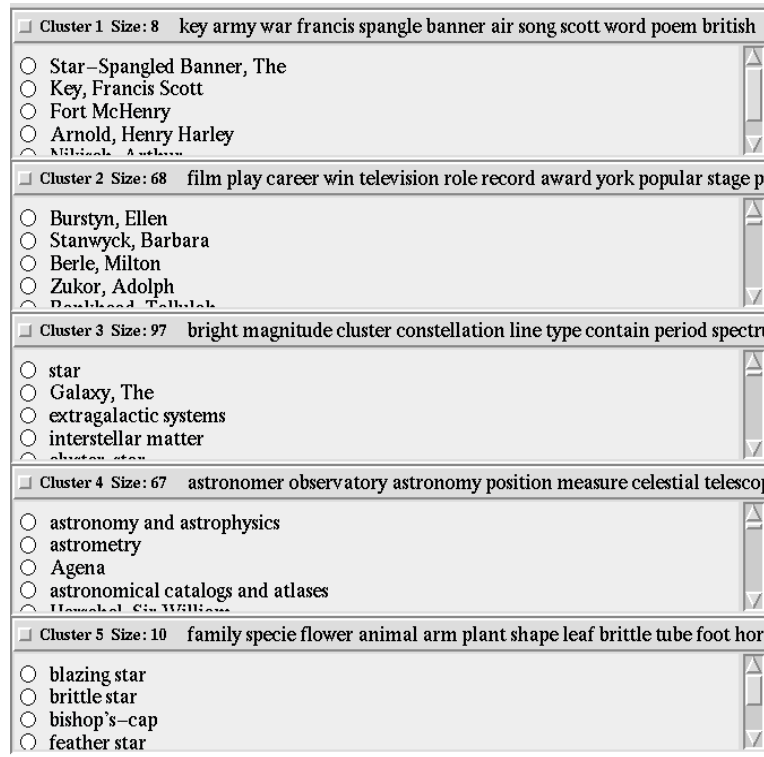 Cluster 1 Size: 8 key army war francis spangle banner air song scott word poem british
Star–Spangled Banner, The
Key, Francis Scott
Fort McHenry
Arnold, Henry Harley
Cluster 2 Size: 68 film play career win television role record award york popular stage p
Burstyn, Ellen
Stanwyck, Barbara
Berle, Milton
Zukor, Adolph
Cluster 3 Size: 97 bright magnitude cluster constellation line type contain period spectru
star
Galaxy, The
extragalactic systems
interstellar matter
Cluster 4 Size: 67 astronomer observatory astronomy position measure celestial telescop
astronomy and astrophysics
astrometry
Agena
astronomical catalogs and atlases
Cluster 5 Size: 10 family specie flower animal arm plant shape leaf brittle tube foot hor
blazing star
brittle star
bishop's–cap
feather star